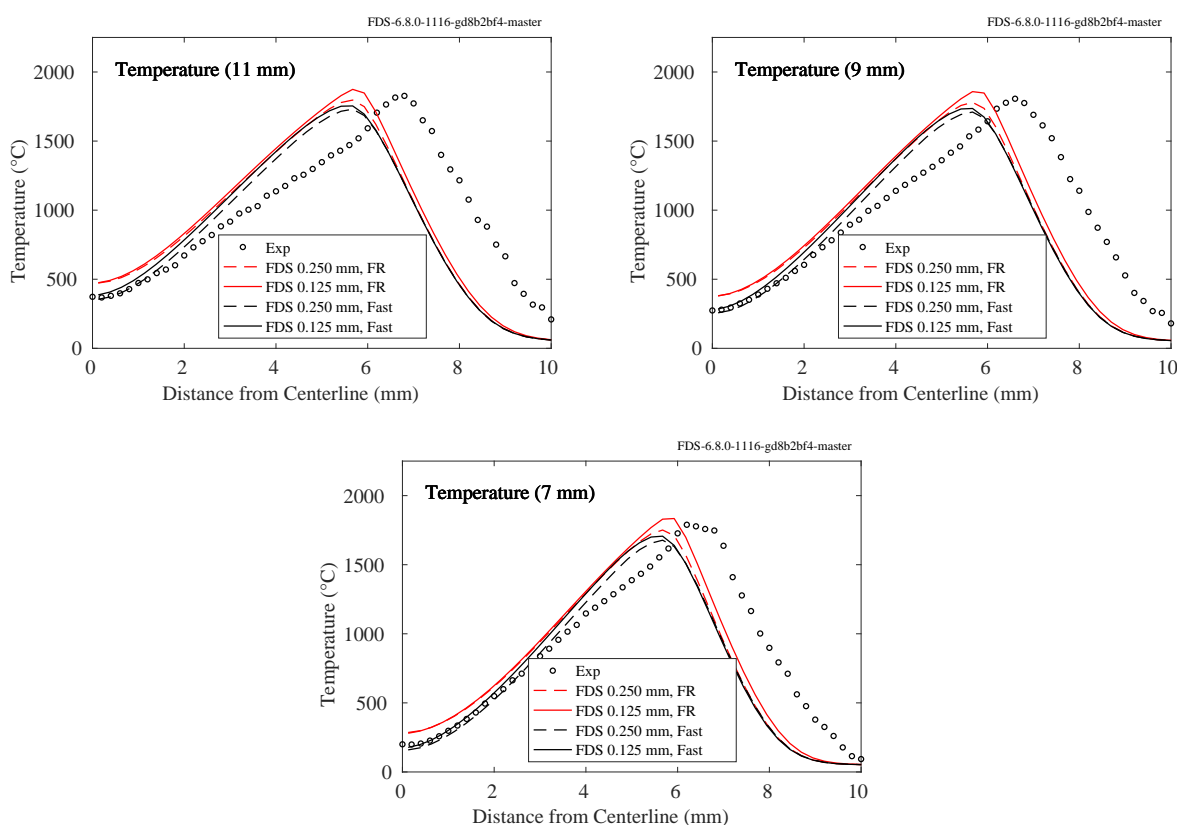 FDS-6.8.0-1116-gd8b2bf4-master
Temperature (11 mm)
Temperature (°C)
2000
1500
1000
500
0
Exp
FDS 0.250 mm, FR
FDS 0.125 mm, FR
FDS 0.250 mm, Fast
FDS 0.125 mm, Fast
0 2 4 6 8 10
Distance from Centerline (mm)
FDS-6.8.0-1116-gd8b2bf4-master
Temperature (9 mm)
Temperature (°C)
2000
1500
1000
500
0
Exp
FDS 0.250 mm, FR
FDS 0.125 mm, FR
FDS 0.250 mm, Fast
FDS 0.125 mm, Fast
0 2 4 6 8 10
Distance from Centerline (mm)
FDS-6.8.0-1116-gd8b2bf4-master
Temperature (7 mm)
Temperature (°C)
2000
1500
1000
500
0
Exp
FDS 0.250 mm, FR
FDS 0.125 mm, FR
FDS 0.250 mm, Fast
FDS 0.125 mm, Fast
0 2 4 6 8 10
Distance from Centerline (mm)